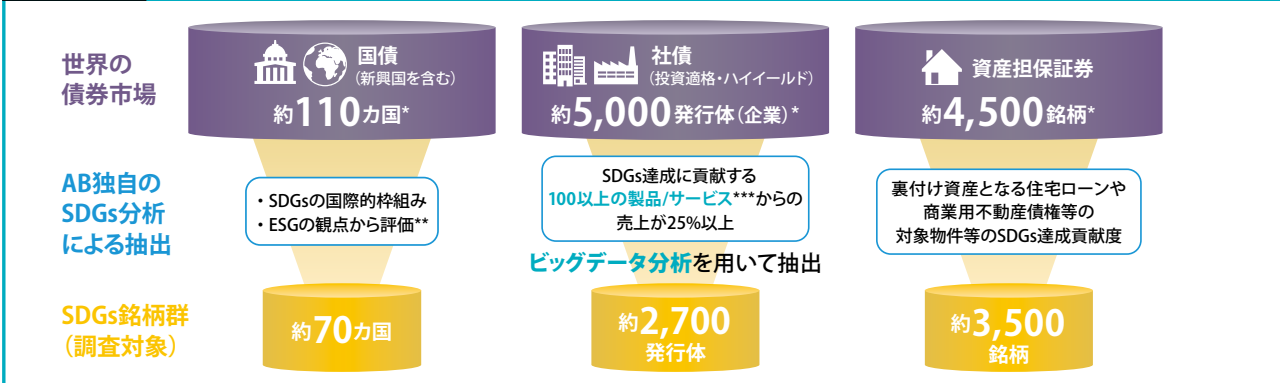 世界の
債券市場
国債
(新興国を含む)
約110カ国*
社債
(投資適格・ハイイールド)
約5,000発行体(企業)*
資産担保証券
約4,500銘柄*
AB独自の
SDGs分析
による抽出
・SDGsの国際的枠組み
・ESGの観点から評価**
SDGs達成に貢献する
100以上の製品/サービス***からの
売上が25%以上
ビッグデータ分析を用いて抽出
裏付け資産となる住宅ローンや
商業用不動産債権等の
対象物件等のSDGs達成貢献度
SDGs銘柄群
(調査対象)
約70カ国
約2,700
発行体
約3,500
銘柄